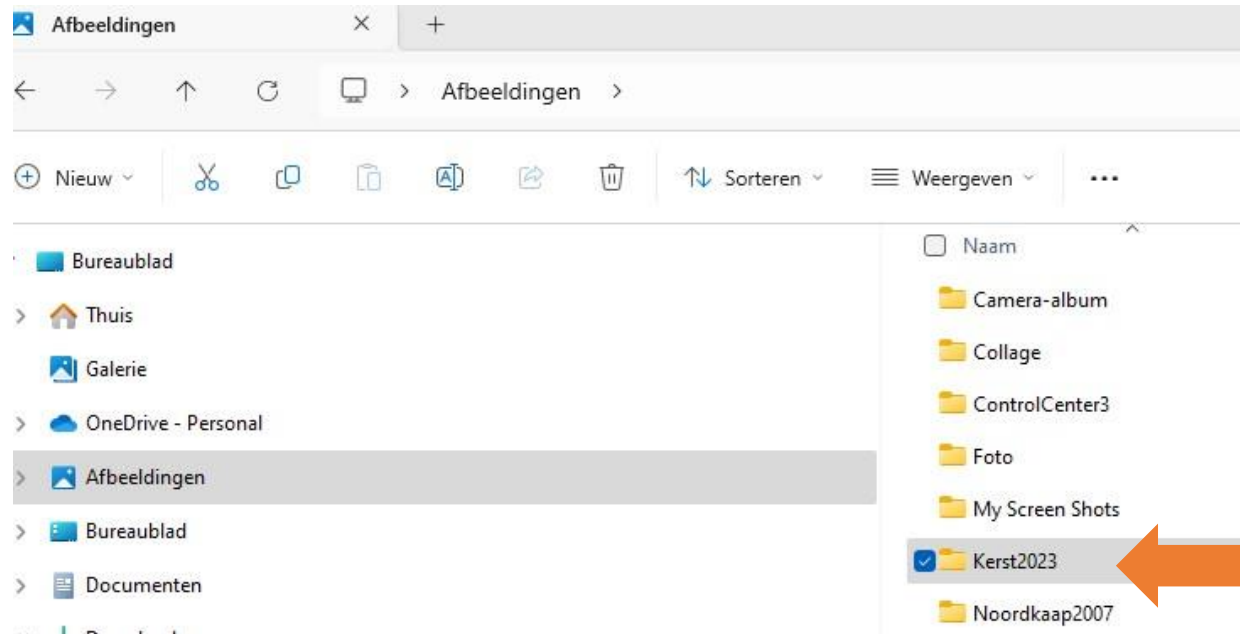 Afbeeldingen
Afbeeldingen
Nieuw
Sorteren
Weergeven
Bureaublad
Thuis
Galerie
OneDrive - Personal
Afbeeldingen
Bureaublad
Documenten
Naam
Camera-album
Collage
ControlCenter3
Foto
My Screen Shots
Kerst2023
Noordkaap2007